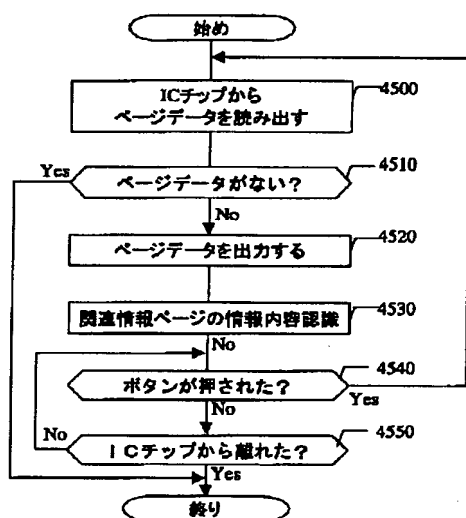 始め
ICチップから
ページデータを読み出す
4500
Yes
ページデータがない?
4510
No
ページデータを出力する
4520
関連情報ページの情報内容認識
4530
No
ボタンが押された?
4540
Yes
No
No
ICチップから離れた?
4550
Yes
終り